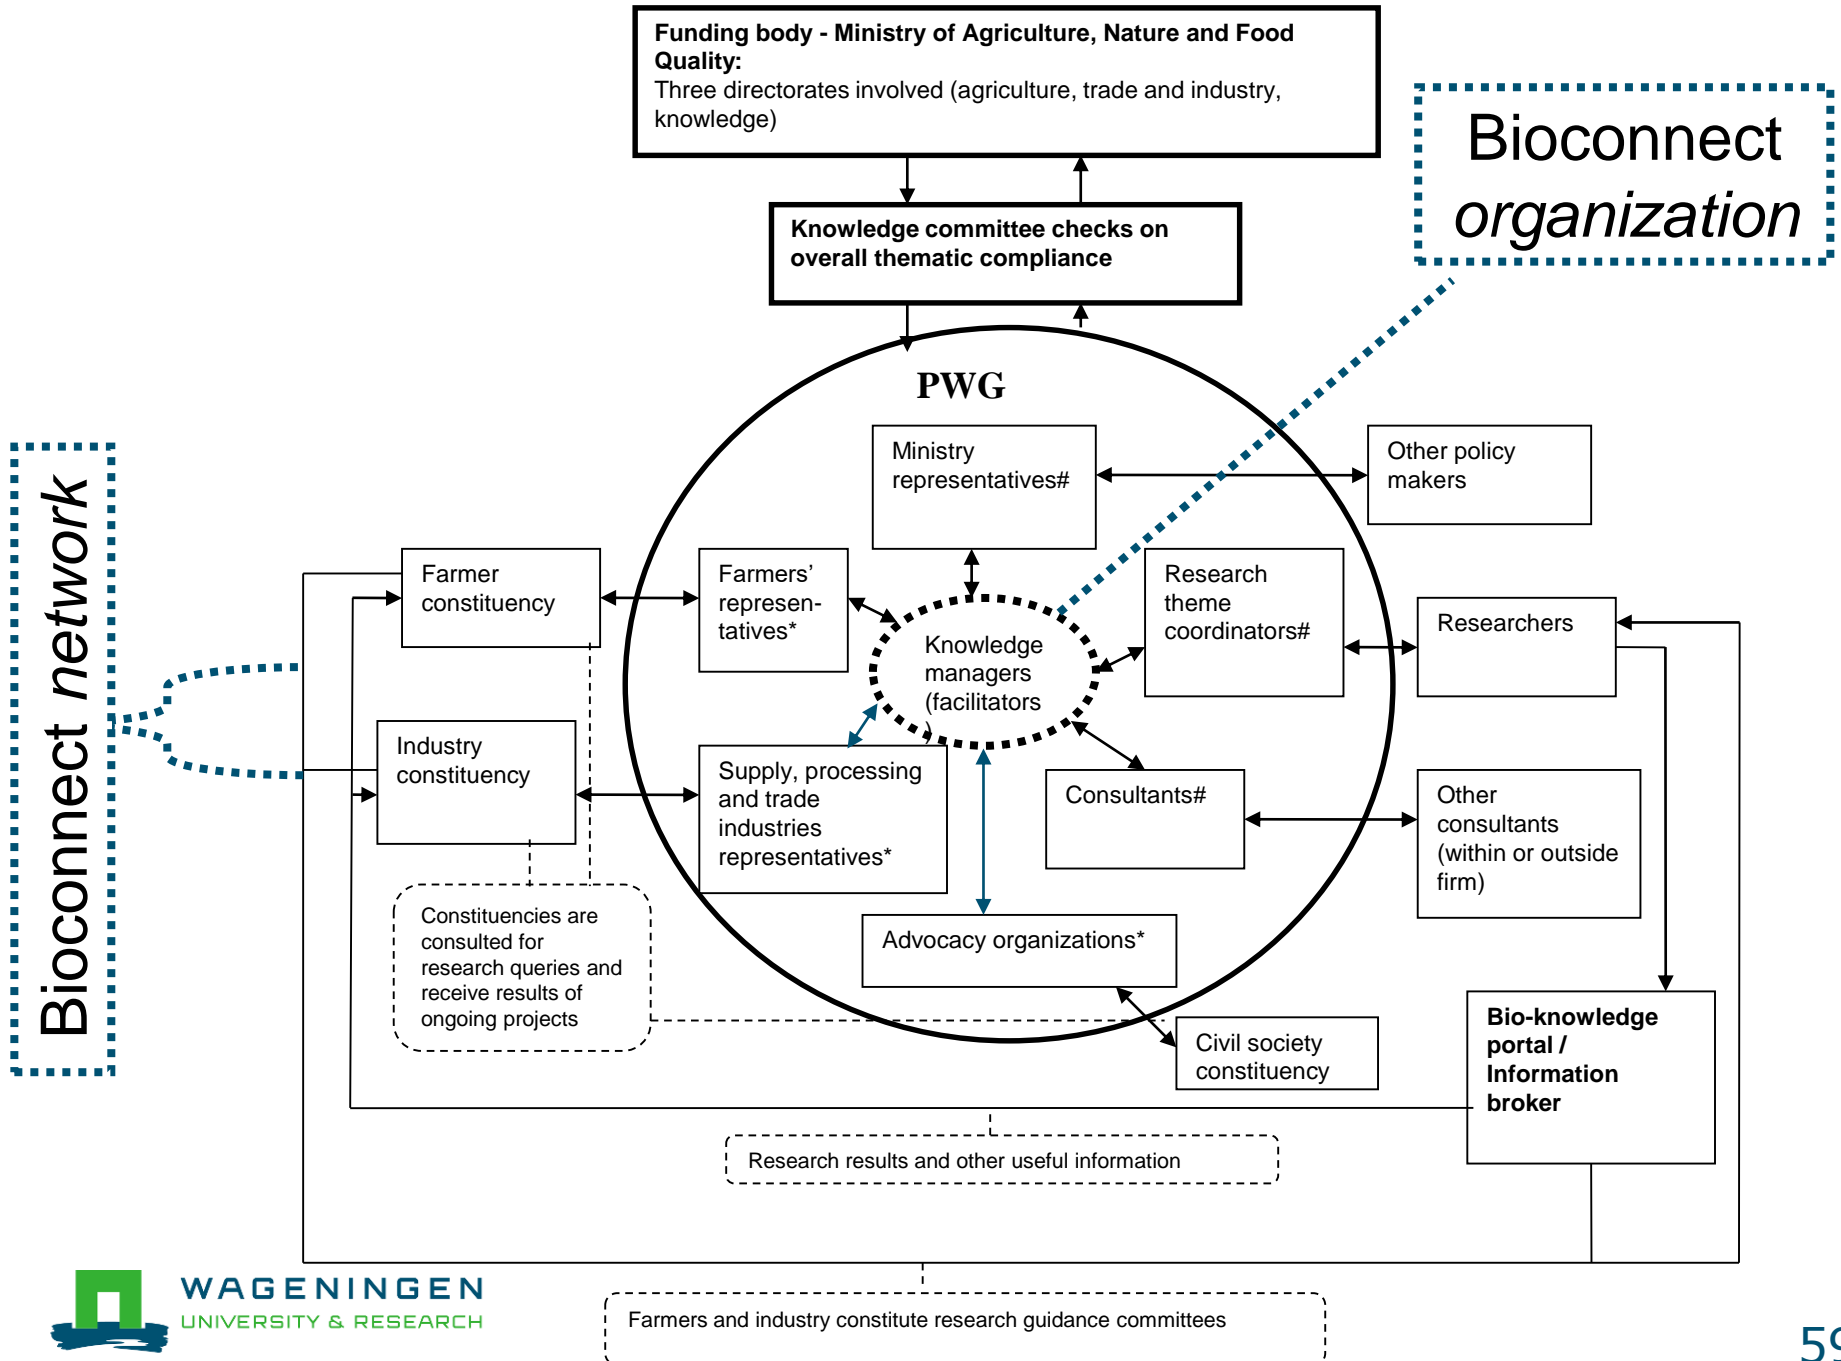 Funding body - Ministry of Agriculture, Nature and Food
Quality:
Three directorates involved (agriculture, trade and industry,
knowledge)
Bioconnect
organization
Knowledge committee checks on
overall thematic compliance
PWG
Ministry
representatives#
Other policy
makers
Bioconnect network
Farmer
constituency
Farmers’
represen-
tatives*
Knowledge
managers
(facilitators
)
Research
theme
coordinators#
Researchers
Industry
constituency
Supply, processing
and trade
industries
representatives*
Consultants#
Other
consultants
(within or outside
firm)
Constituencies are
consulted for
research queries and
receive results of
ongoing projects
Advocacy organizations*
Civil society
constituency
Bio-knowledge
portal /
Information
broker
Research results and other useful information
Farmers and industry constitute research guidance committees
WAGENINGEN
UNIVERSITY & RESEARCH
59